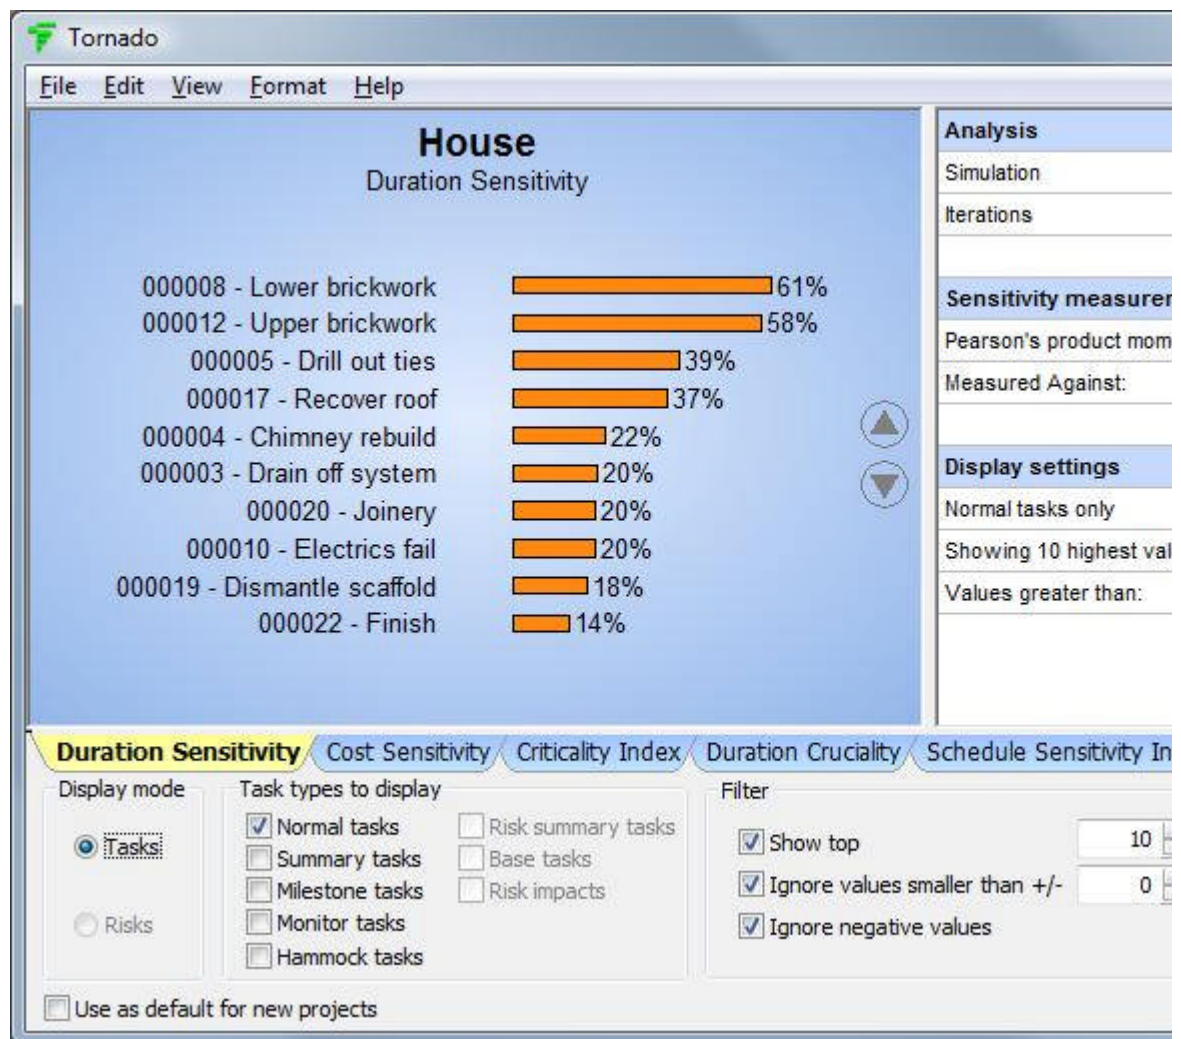 Tornado
File Edit View Format Help
House
Duration Sensitivity
000008 - Lower brickwork 61%
000012 - Upper brickwork 58%
000005 - Drill out ties 39%
000017 - Recover roof 37%
000004 - Chimney rebuild 22%
000003 - Drain off system 20%
000020 - Joinery 20%
000010 - Electrics fail 20%
000019 - Dismantle scaffold 18%
000022 - Finish 14%
Analysis
Simulation
Iterations
Sensitivity measurer
Pearson's product mom
Measured Against:
Display settings
Normal tasks only
Showing 10 highest val
Values greater than:
Duration Sensitivity Cost Sensitivity Criticality Index Duration Cruciality Schedule Sensitivity In
Display mode
Tasks
Risks
Task types to display
Normal tasks Risk summary tasks
Summary tasks Base tasks
Milestone tasks Risk impacts
Monitor tasks
Hammock tasks
Filter
Show top 10
Ignore values smaller than +/- 0
Ignore negative values
Use as default for new projects